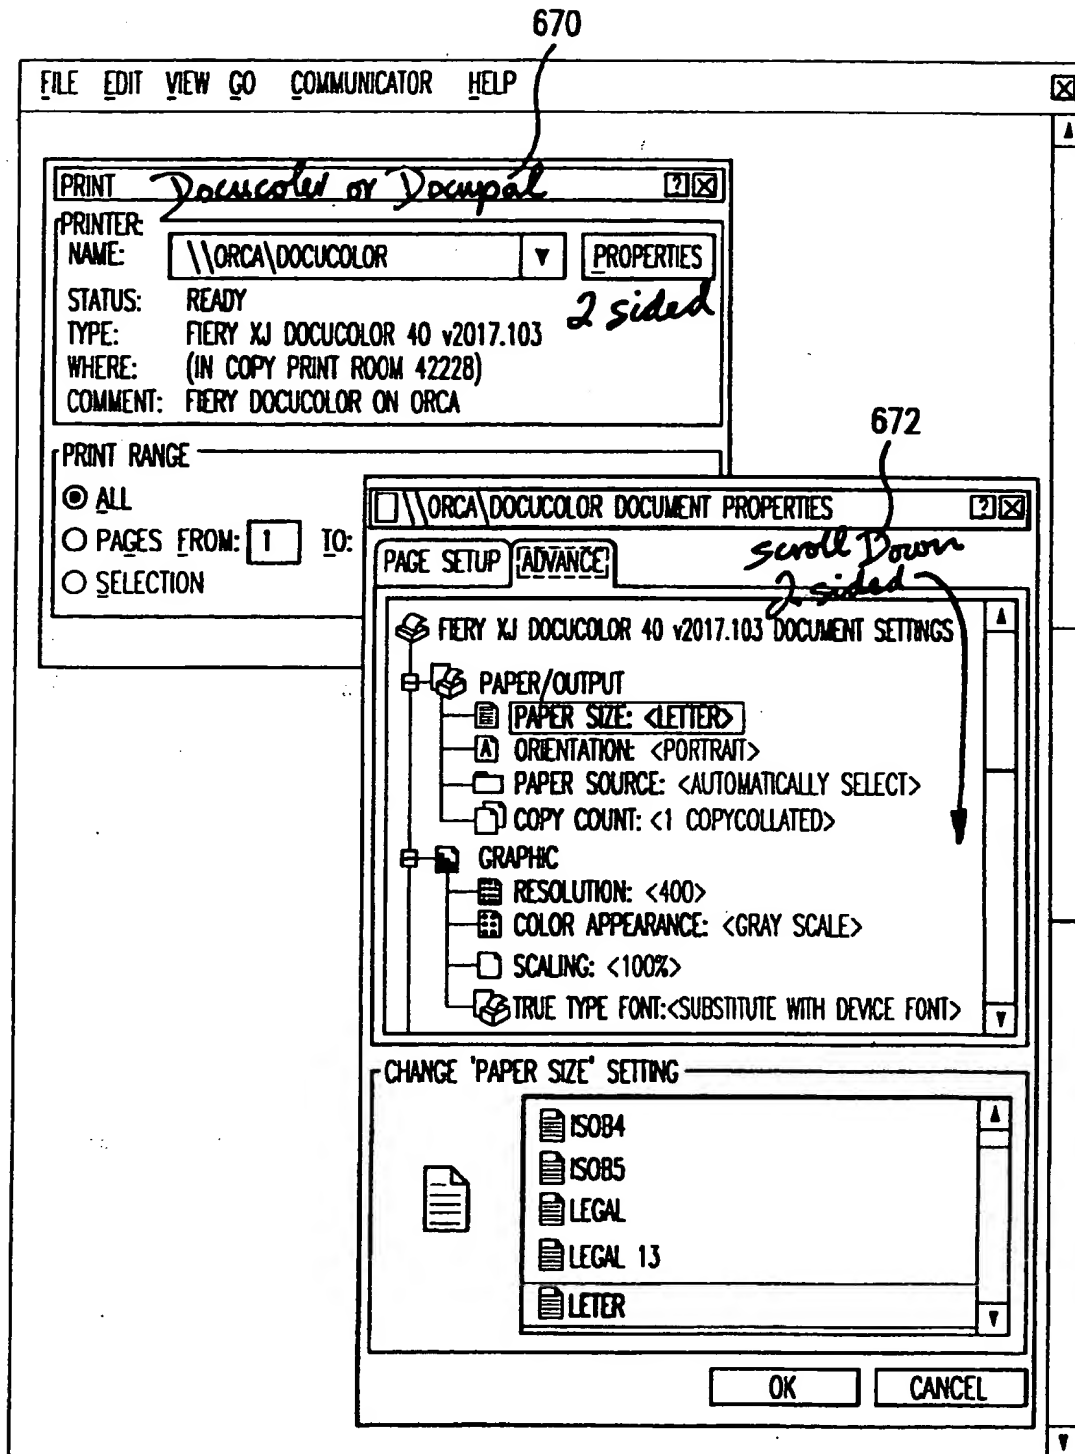 670
FILE EDIT VIEW GO COMMUNICATOR HELP
PRINT Docucolor or Docupal
PRINTER:
NAME: \\ORCA\DOCUCOLOR PROPERTIES
2 sided
STATUS: READY
TYPE: FIERY XJ DOCUCOLOR 40 v2017.103
WHERE: (IN COPY PRINT ROOM 42228)
COMMENT: FIERY DOCUCOLOR ON ORCA
PRINT RANGE
ALL
PAGES FROM: 1 TO:
SELECTION
672
\\ORCA\DOCUCOLOR DOCUMENT PROPERTIES
PAGE SETUP ADVANCE
scroll Down
2 sided
FIERY XJ DOCUCOLOR 40 v2017.103 DOCUMENT SETTINGS
PAPER/OUTPUT
PAPER SIZE: <LETTER>
ORIENTATION: <PORTRAIT>
PAPER SOURCE: <AUTOMATICALLY SELECT>
COPY COUNT: <1 COPYCOLLATED>
GRAPHIC
RESOLUTION: <400>
COLOR APPEARANCE: <GRAY SCALE>
SCALING: <100%>
TRUE TYPE FONT:<SUBSTITUTE WITH DEVICE FONT>
CHANGE 'PAPER SIZE' SETTING
ISOB4
ISOB5
LEGAL
LEGAL 13
LETER
OK CANCEL